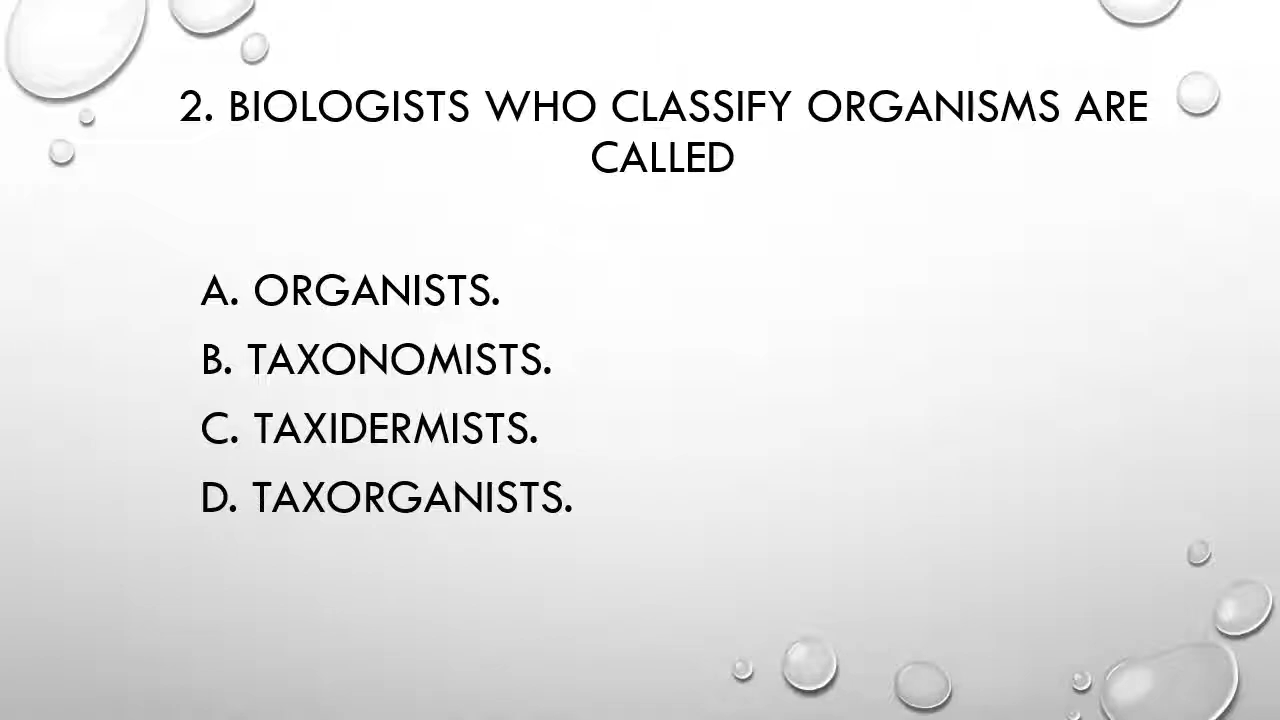 2. BIOLOGISTS WHO CLASSIFY ORGANISMS ARE
CALLED
A. ORGANISTS.
B. TAXONOMISTS.
C. TAXIDERMISTS.
D. TAXORGANISTS.